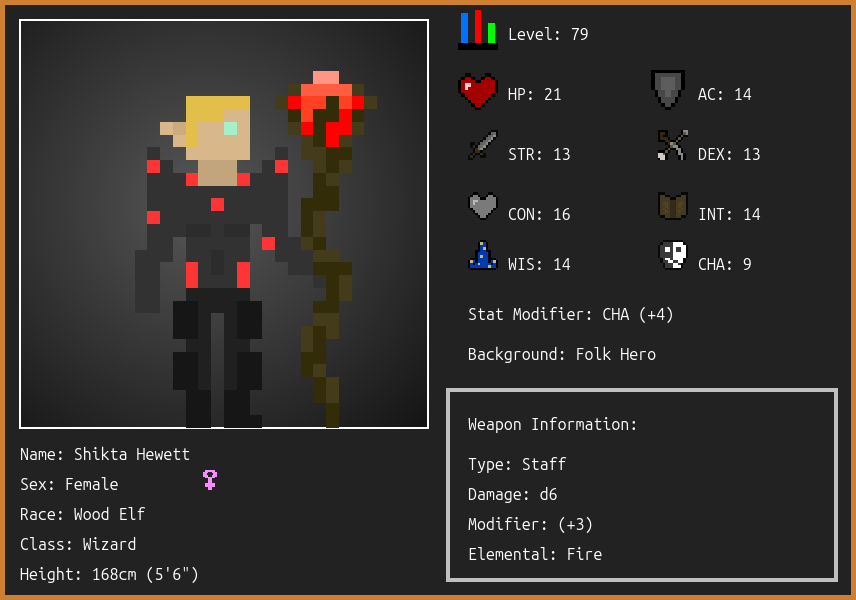 Level: 79
HP: 21
AC: 14
STR: 13
DEX: 13
CON: 16
INT: 14
WIS: 14
CHA: 9
Stat Modifier: CHA (+4)
Background: Folk Hero
Weapon Information:
Type: Staff
Damage: d6
Modifier: (+3)
Elemental: Fire
Name: Shikta Hewett
Sex: Female
Race: Wood Elf
Class: Wizard
Height: 168cm (5'6")